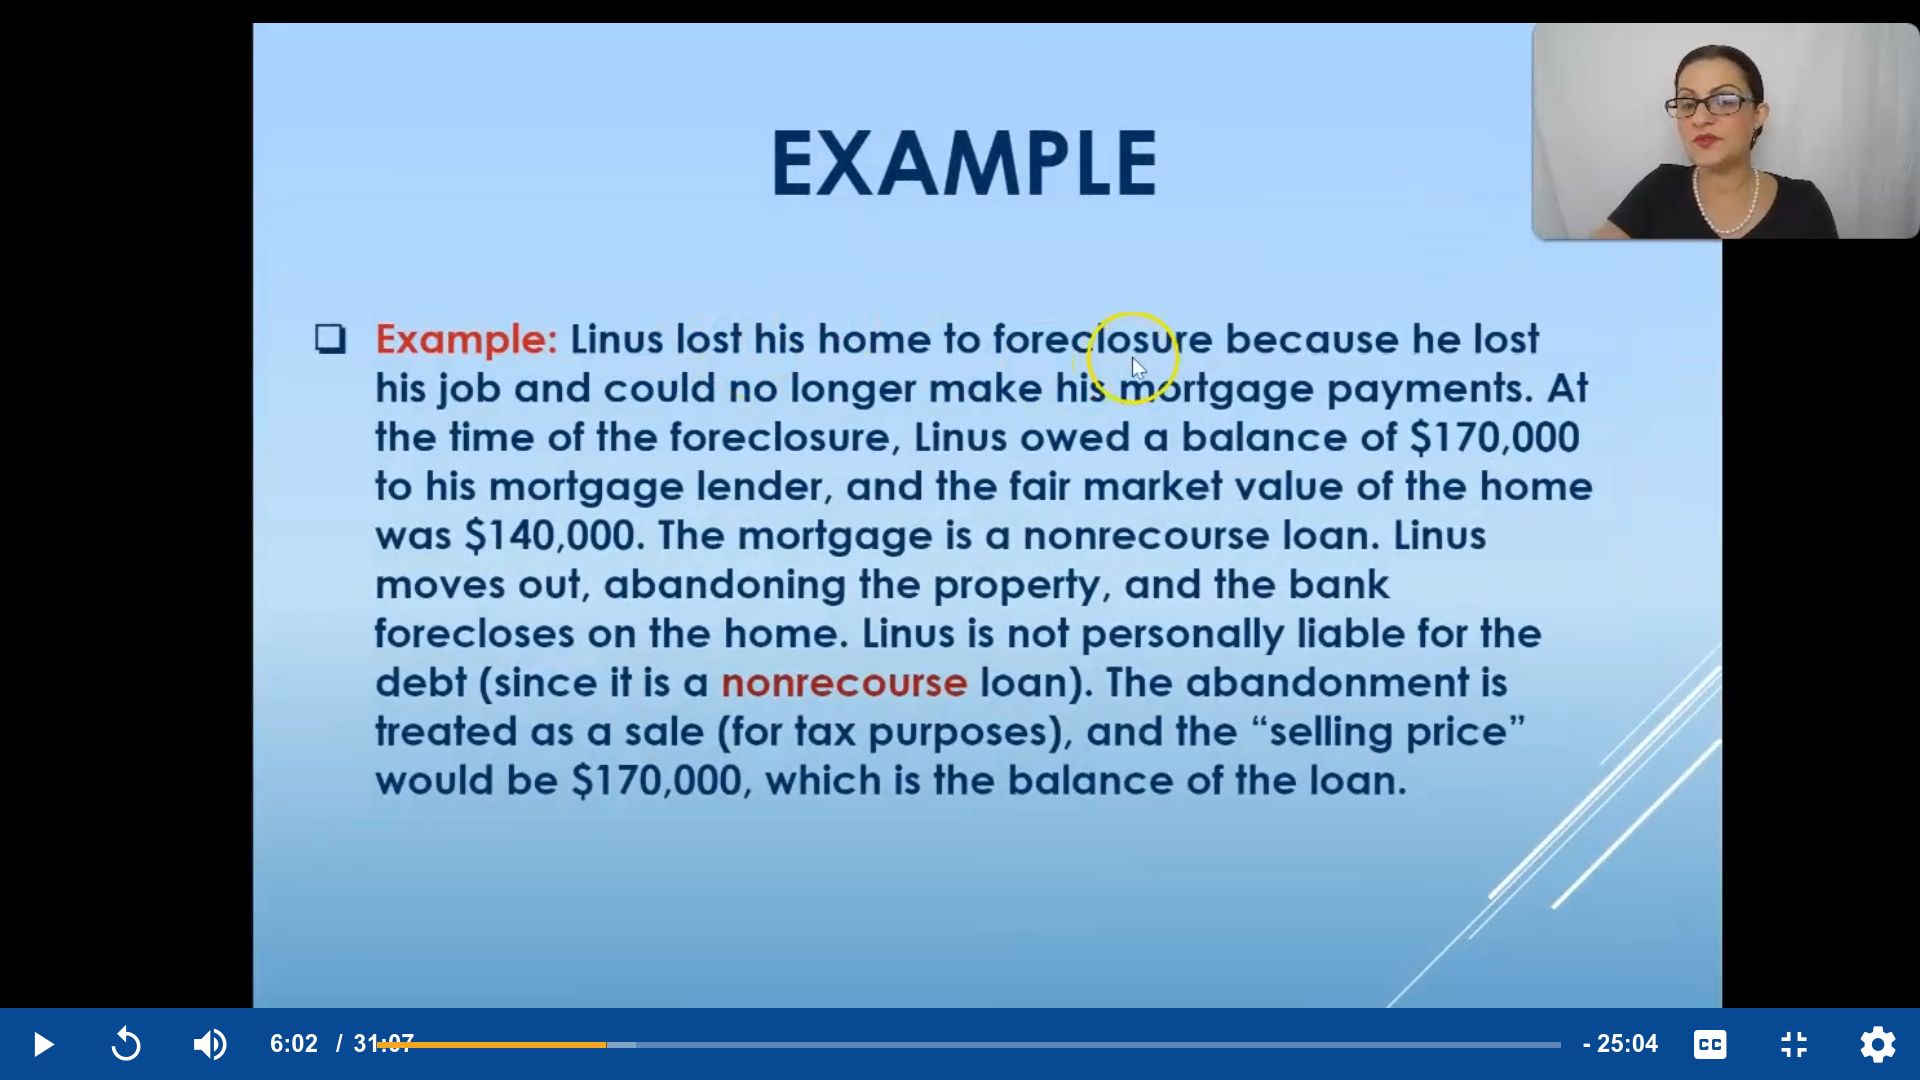 EXAMPLE
Example: Linus lost his home to foreclosure because he lost
his job and could no longer make his mortgage payments. At
the time of the foreclosure, Linus owed a balance of $170,000
to his mortgage lender, and the fair market value of the home
was $140,000. The mortgage is a nonrecourse loan. Linus
moves out, abandoning the property, and the bank
forecloses on the home. Linus is not personally liable for the
debt (since it is a nonrecourse loan). The abandonment is
treated as a sale (for tax purposes), and the “selling price”
would be $170,000, which is the balance of the loan.
6:02 / 31:07 - 25:04 CC